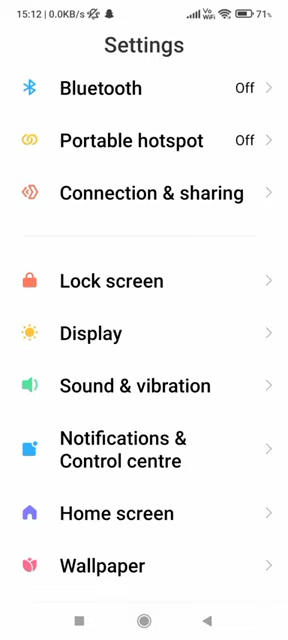 15:12 | 0.0KB/s Vo WiFi 71%
Settings
Bluetooth Off
Portable hotspot Off
Connection & sharing
Lock screen
Display
Sound & vibration
Notifications &
Control centre
Home screen
Wallpaper